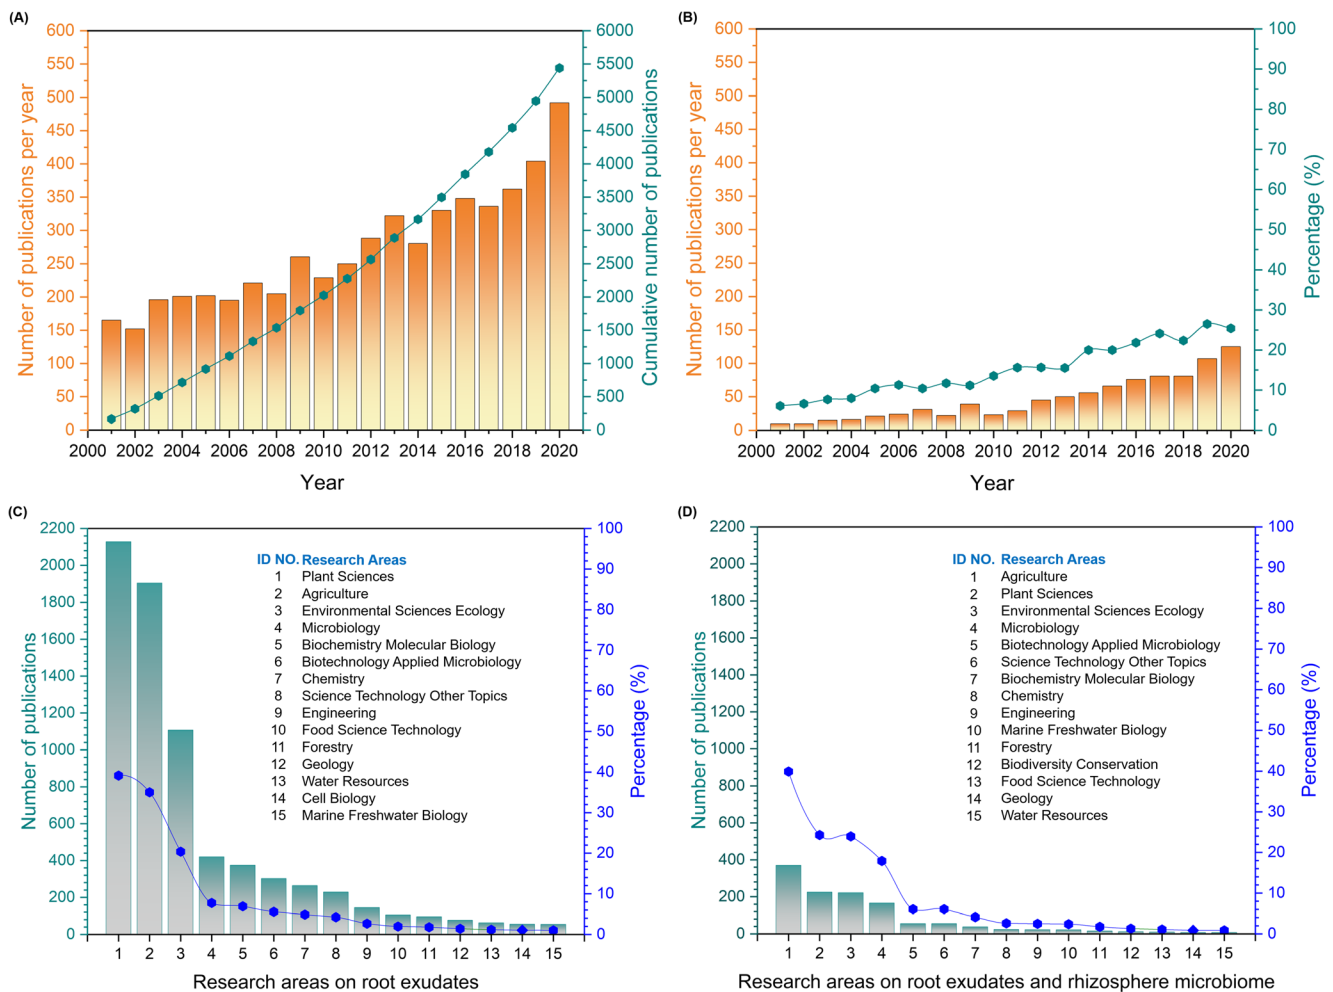 (A)
600
550
500
450
400
350
300
250
200
150
100
50
0
Number of publications per year
6000
5500
5000
4500
4000
3500
3000
2500
2000
1500
1000
500
0
Cumulative number of publications
2000 2002 2004 2006 2008 2010 2012 2014 2016 2018 2020
Year
(B)
600
550
500
450
400
350
300
250
200
150
100
50
0
Number of publications per year
100
90
80
70
60
50
40
30
20
10
0
Percentage (%)
2000 2002 2004 2006 2008 2010 2012 2014 2016 2018 2020
Year
(C)
2200
2000
1800
1600
1400
1200
1000
800
600
400
200
0
Number of publications
ID NO. Research Areas
1 Plant Sciences
2 Agriculture
3 Environmental Sciences Ecology
4 Microbiology
5 Biochemistry Molecular Biology
6 Biotechnology Applied Microbiology
7 Chemistry
8 Science Technology Other Topics
9 Engineering
10 Food Science Technology
11 Forestry
12 Geology
13 Water Resources
14 Cell Biology
15 Marine Freshwater Biology
100
90
80
70
60
50
40
30
20
10
0
Percentage (%)
1 2 3 4 5 6 7 8 9 10 11 12 13 14 15
Research areas on root exudates
(D)
2200
2000
1800
1600
1400
1200
1000
800
600
400
200
0
Number of publications
ID NO. Research Areas
1 Agriculture
2 Plant Sciences
3 Environmental Sciences Ecology
4 Microbiology
5 Biotechnology Applied Microbiology
6 Science Technology Other Topics
7 Biochemistry Molecular Biology
8 Chemistry
9 Engineering
10 Marine Freshwater Biology
11 Forestry
12 Biodiversity Conservation
13 Food Science Technology
14 Geology
15 Water Resources
100
90
80
70
60
50
40
30
20
10
0
Percentage (%)
1 2 3 4 5 6 7 8 9 10 11 12 13 14 15
Research areas on root exudates and rhizosphere microbiome